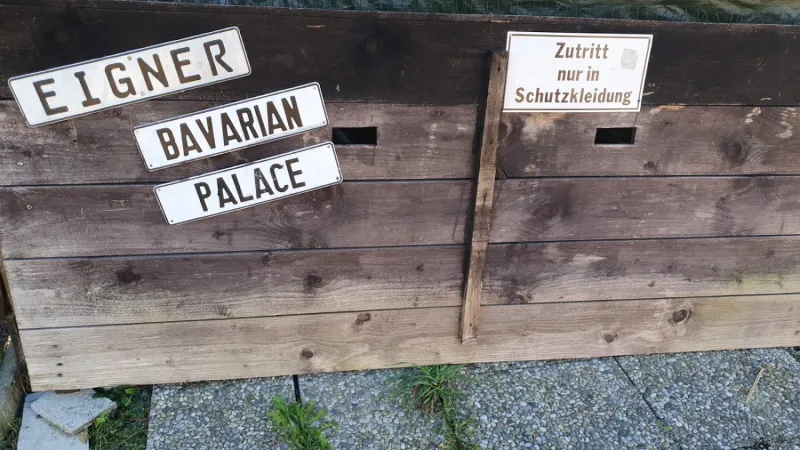 EIGNER
BAVARIAN
PALACE
Zutritt
nur in
Schutzkleidung